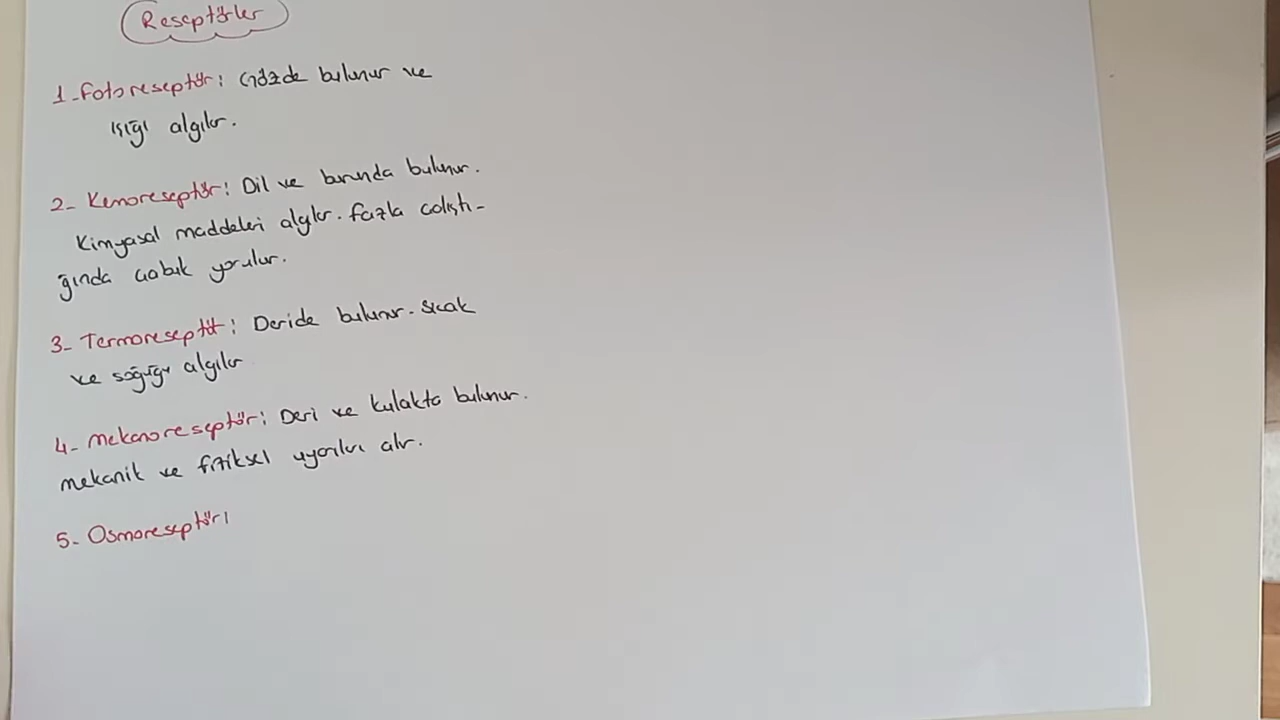 Reseptörler
1-Fotoreseptör: Gözde bulunur ve
ışığı algılar.
2- Kemoreseptör: Dil ve burunda bulunur.
Kimyasal maddeleri algılar. Fazla çalıştı-
ğında çabuk yorulur.
3- Termoreseptör: Deride bulunur. Sıcak
ve soğuğu algılar
4- Mekanoreseptör: Deri ve kulakta bulunur.
mekanik ve fiziksel uyarıları alır.
5- Osmoreseptör: